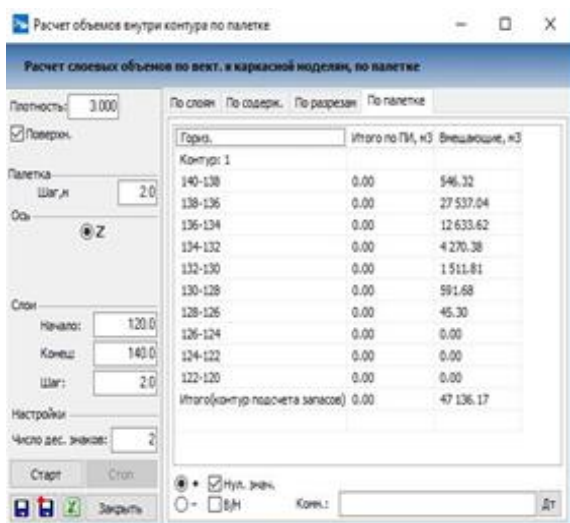 Расчет объемов внутри контура по палетке
Расчет слоевых объемов по вект. и каркасной моделям, по палетке
Плотность: 3.000
Поверхн.
Палетка
Шаг,м 2.0
Ось
Z
Слои
Начало: 120.0
Конец: 140.0
Шаг: 2.0
Настройки
Число дес. знаков: 2
Старт Стоп
Закрыть
По слоям По содерж. По разрезам По палетке
Гориз. Итого по ПИ, м3 Вмещающие, м3
Контур: 1
140-138 0.00 546.32
138-136 0.00 27 537.04
136-134 0.00 12 633.62
134-132 0.00 4 270.38
132-130 0.00 1 511.81
130-128 0.00 591.68
128-126 0.00 45.30
126-124 0.00 0.00
124-122 0.00 0.00
122-120 0.00 0.00
Итого(контур подсчета запасов) 0.00 47 136.17
+ Нул. знач.
- В/Н Комм.: Дт